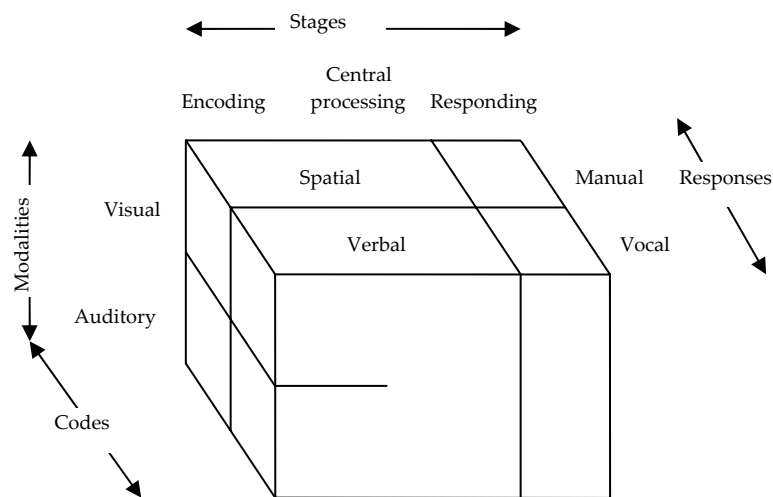 Stages
Central
Encoding processing Responding
Spatial Manual Responses
Visual
Modalities
Verbal Vocal
Auditory
Codes